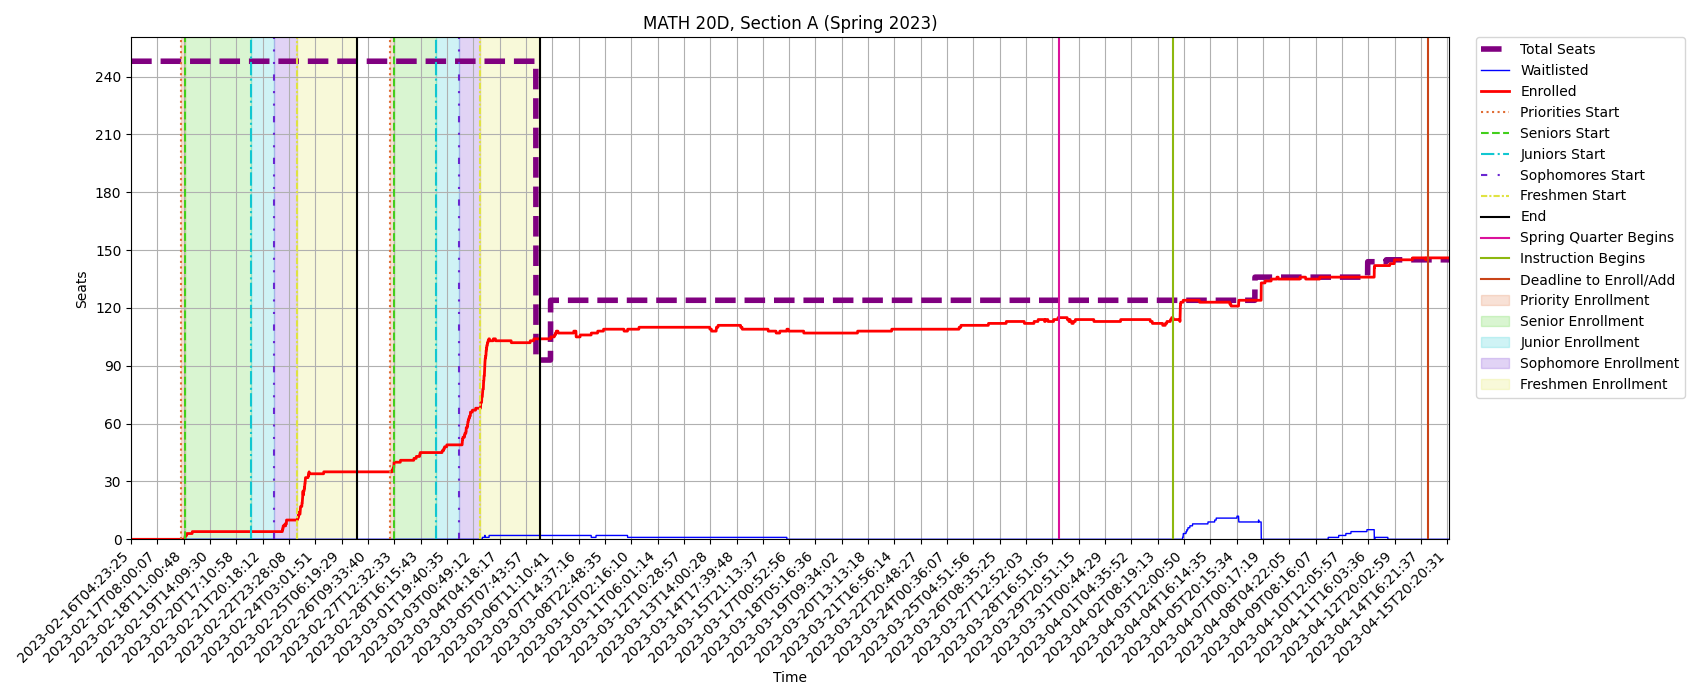 MATH 20D, Section A (Spring 2023)
Seats
240
210
180
150
120
90
60
30
0
2023-02-16T04:23:25
2023-02-17T08:00:07
2023-02-18T11:00:48
2023-02-19T14:09:30
2023-02-20T17:10:58
2023-02-21T20:18:12
2023-02-22T23:28:09
2023-02-24T03:01:51
2023-02-25T06:19:29
2023-02-26T09:33:40
2023-02-27T12:32:33
2023-02-28T16:15:43
2023-03-01T19:40:35
2023-03-03T00:49:12
2023-03-04T04:18:17
2023-03-05T07:43:57
2023-03-06T11:10:41
2023-03-07T14:37:16
2023-03-08T22:48:35
2023-03-10T02:16:10
2023-03-11T06:01:14
2023-03-12T10:28:57
2023-03-13T14:00:28
2023-03-14T17:39:48
2023-03-15T21:13:37
2023-03-17T00:52:56
2023-03-18T05:16:36
2023-03-19T09:34:02
2023-03-20T13:13:18
2023-03-21T16:56:14
2023-03-22T20:48:27
2023-03-24T00:36:07
2023-03-25T04:51:56
2023-03-26T08:35:25
2023-03-27T12:52:03
2023-03-28T16:51:05
2023-03-29T20:51:15
2023-03-31T00:44:29
2023-04-01T04:35:52
2023-04-02T08:19:13
2023-04-03T12:00:50
2023-04-04T16:14:35
2023-04-05T20:15:34
2023-04-07T00:17:19
2023-04-08T04:22:05
2023-04-09T08:16:07
2023-04-10T12:05:57
2023-04-11T16:03:36
2023-04-12T20:02:59
2023-04-14T16:21:37
2023-04-15T20:20:31
Time
Total Seats
Waitlisted
Enrolled
Priorities Start
Seniors Start
Juniors Start
Sophomores Start
Freshmen Start
End
Spring Quarter Begins
Instruction Begins
Deadline to Enroll/Add
Priority Enrollment
Senior Enrollment
Junior Enrollment
Sophomore Enrollment
Freshmen Enrollment